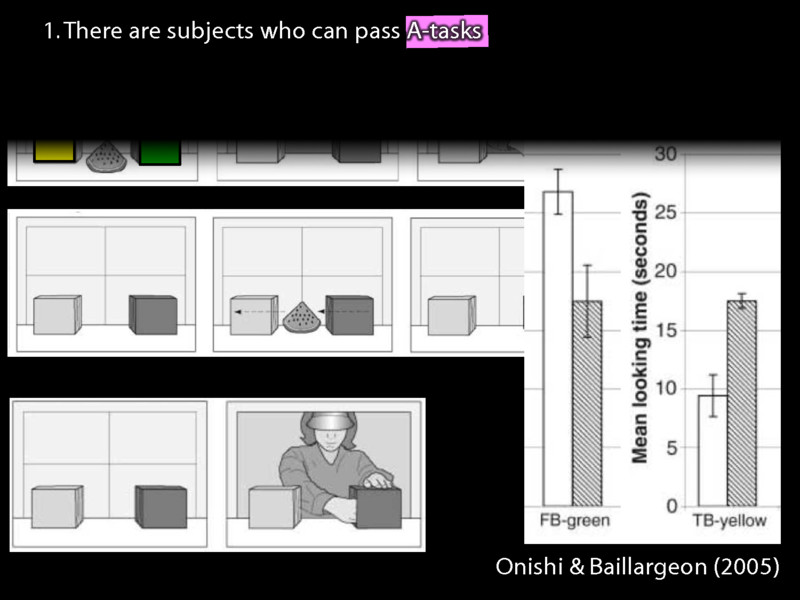 1. There are subjects who can pass A-tasks
30
25
20
15
10
5
0
Mean looking time (seconds)
FB-green
TB-yellow
Onishi & Baillargeon (2005)